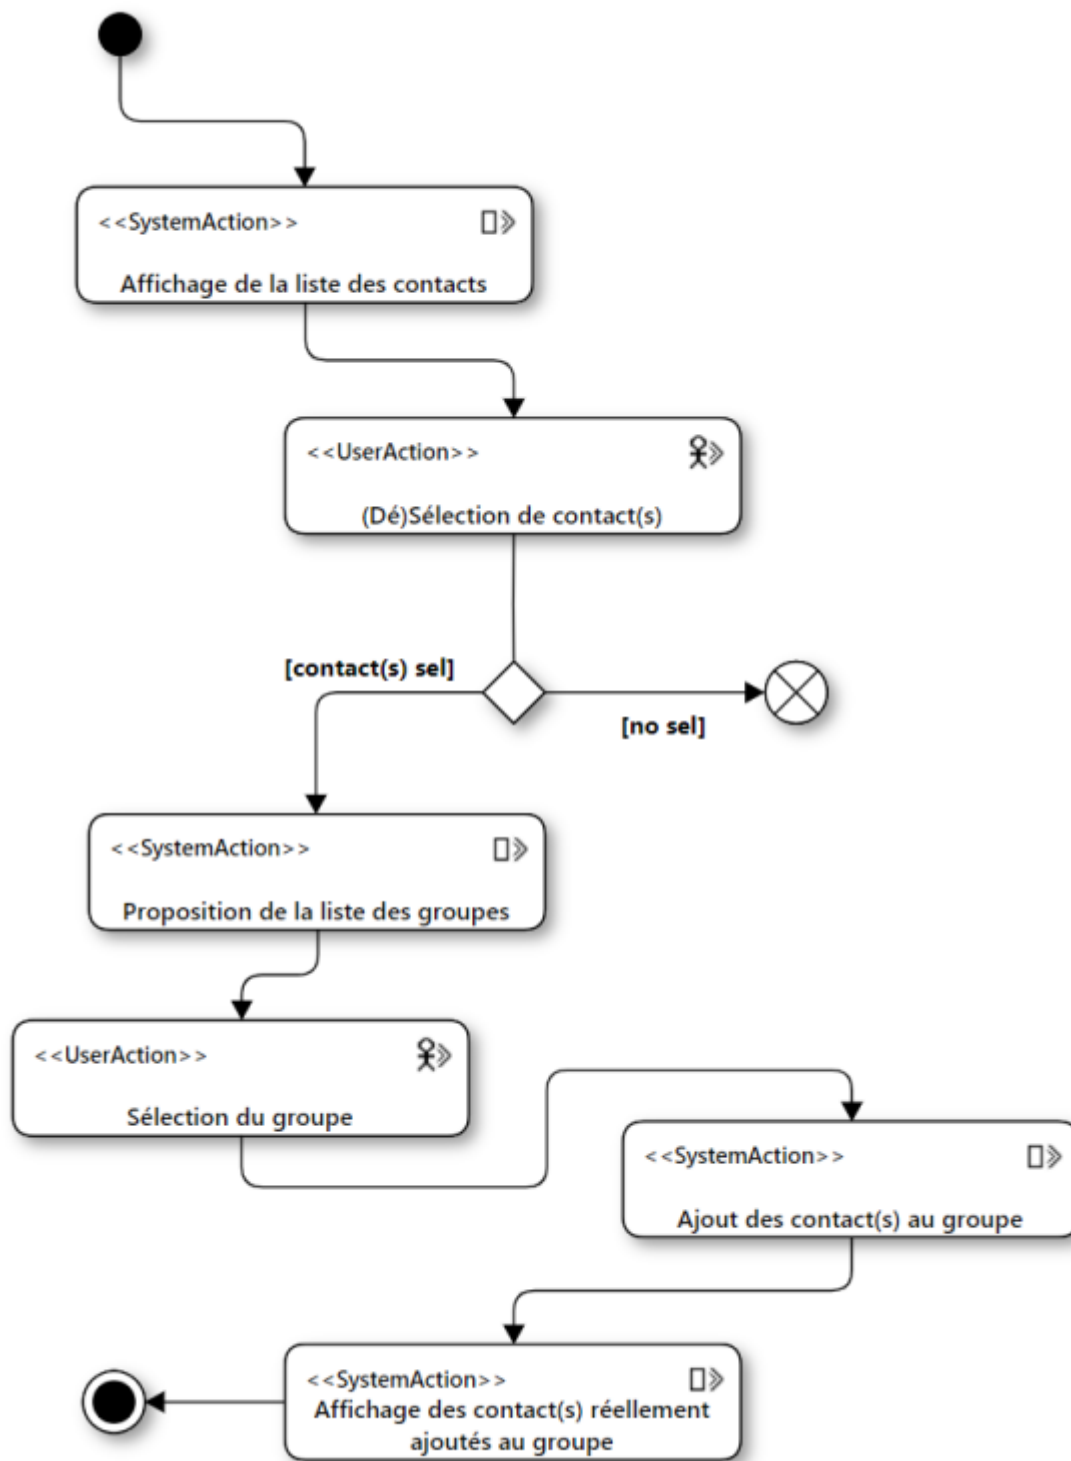 <<SystemAction>>
Affichage de la liste des contacts
<<UserAction>>
(Dé)Sélection de contact(s)
[contact(s) sel]
[no sel]
<<SystemAction>>
Proposition de la liste des groupes
<<UserAction>>
Sélection du groupe
<<SystemAction>>
Ajout des contact(s) au groupe
<<SystemAction>>
Affichage des contact(s) réellement
ajoutés au groupe